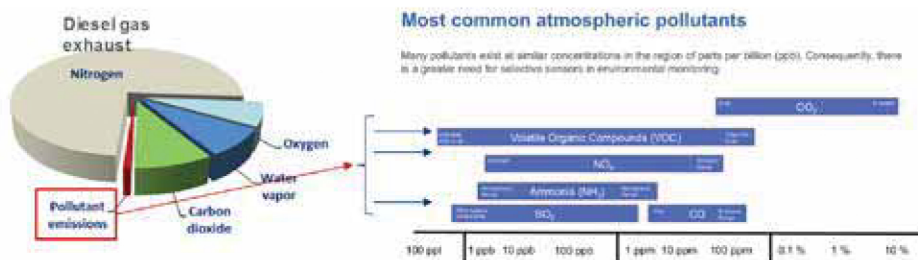 Diesel gas
exhaust
Nitrogen
Oxygen
Water
vapor
Carbon
dioxide
Pollutant
emissions
Most common atmospheric pollutants
Many pollutants exist at similar concentrations in the region of parts per billion (ppb). Consequently, there
is a greater need for selective sensors in environmental monitoring.
CO₂
Volatile Organic Compounds (VOC)
NOₓ
Ammonia (NH₃)
SO₂
CO
100 ppt 1 ppb 10 ppb 100 ppb 1 ppm 10 ppm 100 ppm 0.1 % 1 % 10 %